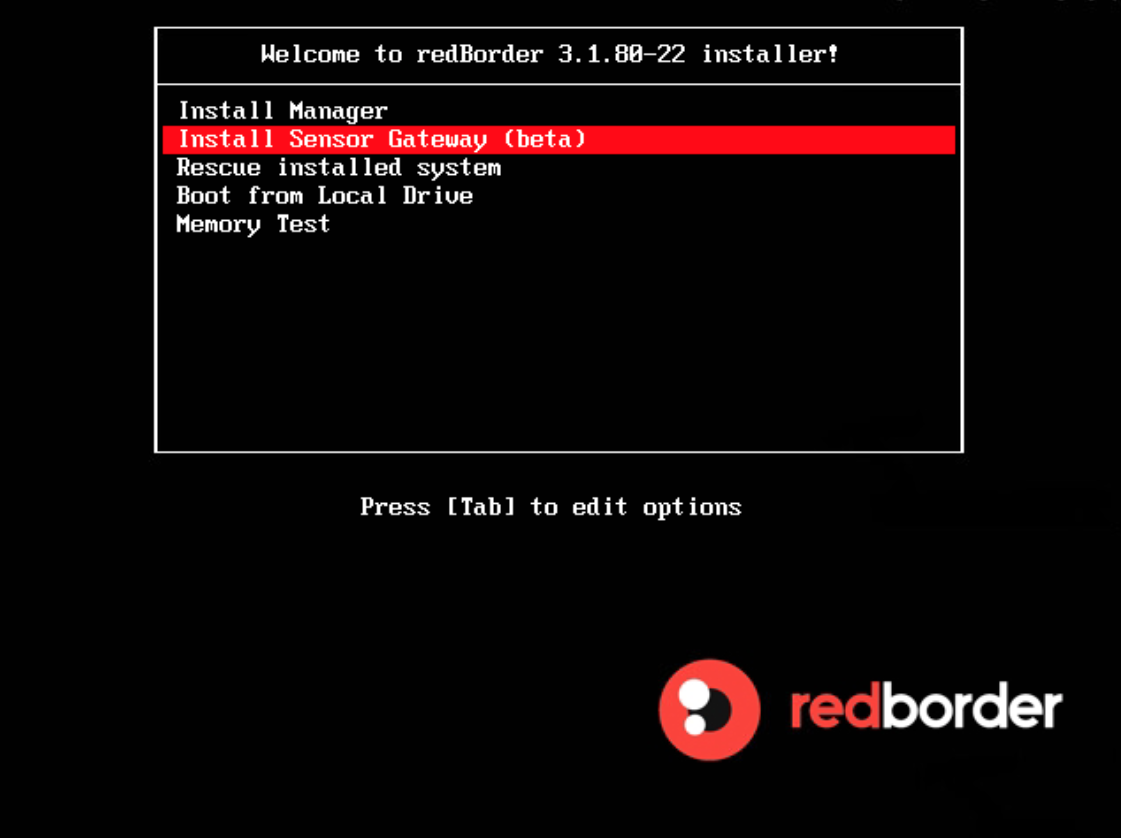 Welcome to redBorder 3.1.80-22 installer!
Install Manager
Install Sensor Gateway (beta)
Rescue installed system
Boot from Local Drive
Memory Test
Press [Tab] to edit options
redborder